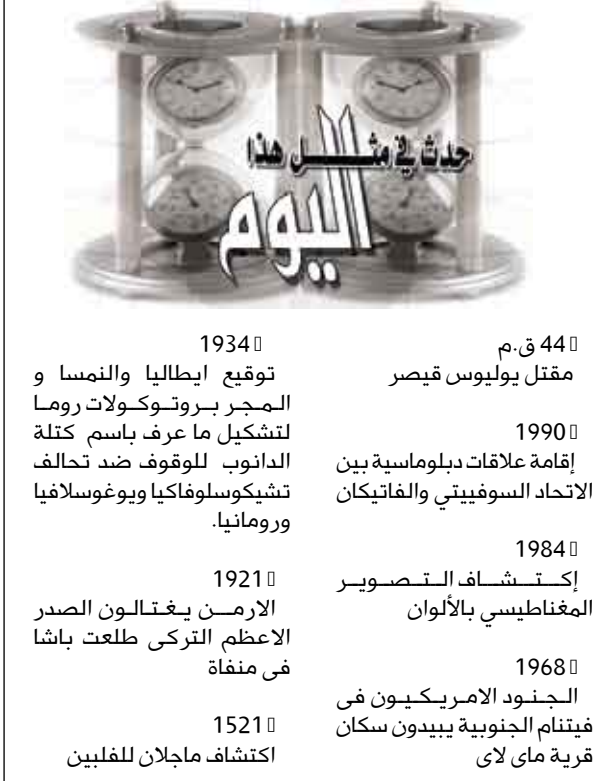 حدث في مثل هذا
اليوم
44 ق.م
مقتل يوليوس قيصر
1990
إقامة علاقات دبلوماسية بين
الاتحاد السوفييتي والفاتيكان
1984
إكتشاف التصوير
المغناطيسي بالألوان
1968
الجنود الامريكيون فى
فيتنام الجنوبية يبيدون سكان
قرية ماى لاى
1934
توقيع ايطاليا والنمسا و
المجر بروتوكولات روما
لتشكيل ما عرف باسم كتلة
الدانوب للوقوف ضد تحالف
تشيكوسلوفاكيا ويوغوسلافيا
ورومانيا.
1921
الارمن يغتالون الصدر
الاعظم التركى طلعت باشا
فى منفاة
1521
اكتشاف ماجلان للفلبين